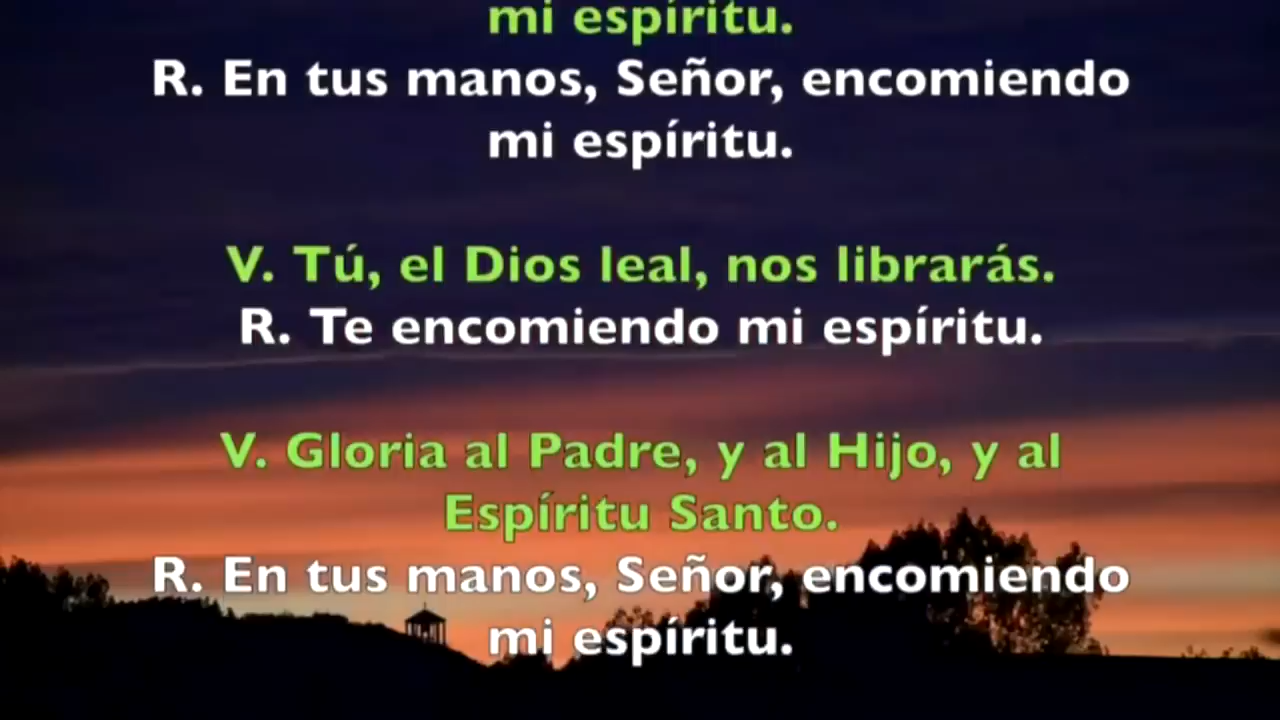 mi espíritu.
R. En tus manos, Señor, encomiendo
mi espíritu.
V. Tú, el Dios leal, nos librarás.
R. Te encomiendo mi espíritu.
V. Gloria al Padre, y al Hijo, y al
Espíritu Santo.
R. En tus manos, Señor, encomiendo
mi espíritu.